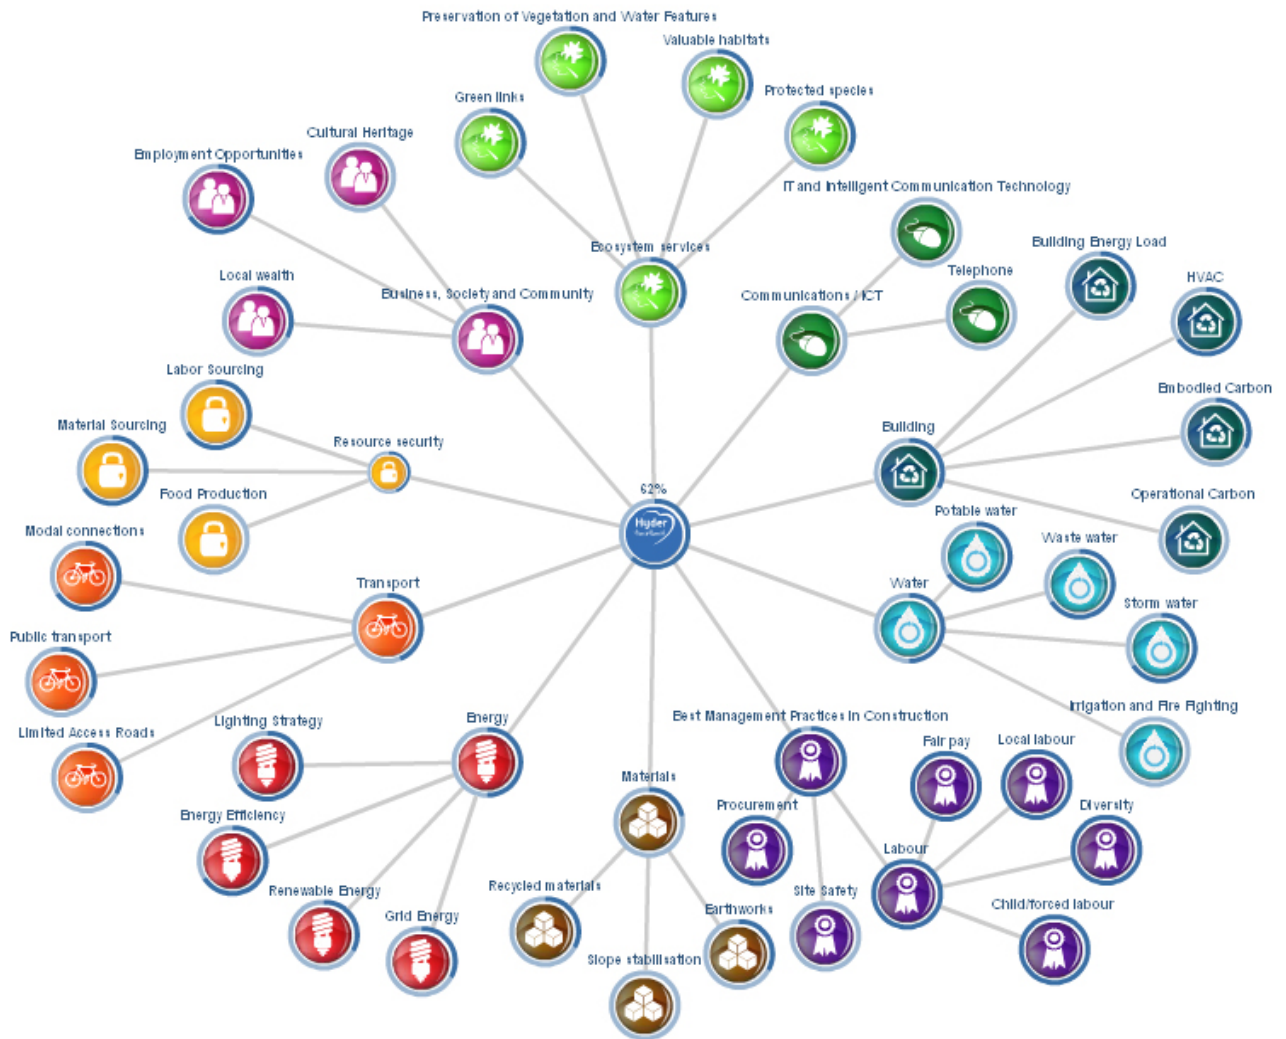 Preservation of Vegetation and Water Features
Valuable habitats
Green links
Protected species
Cultural Heritage
Employment Opportunities
IT and Intelligent Communication Technology
Ecosystem services
Building Energy Load
Local wealth
Business, Society and Community
Communications / ICT
Telephone
HVAC
Labor Sourcing
Embodied Carbon
Material Sourcing
Resource security
Building
Food Production
62%
Operational Carbon
Modal connections
Hyder
Potable water
Waste water
Transport
Water
Storm water
Public transport
Limited Access Roads
Lighting Strategy
Energy
Best Management Practices in Construction
Irrigation and Fire Fighting
Fair pay
Local labour
Materials
Energy Efficiency
Procurement
Diversity
Labour
Renewable Energy
Grid Energy
Recycled materials
Earthworks
Site Safety
Child/forced labour
Slope stabilisation